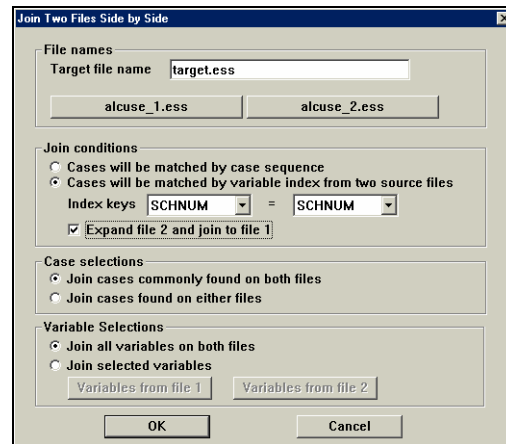 Join Two Files Side by Side
File names
Target file name target.ess
alcuse_1.ess alcuse_2.ess
Join conditions
Cases will be matched by case sequence
Cases will be matched by variable index from two source files
Index keys SCHNUM = SCHNUM
Expand file 2 and join to file 1
Case selections
Join cases commonly found on both files
Join cases found on either files
Variable Selections
Join all variables on both files
Join selected variables
Variables from file 1 Variables from file 2
OK Cancel